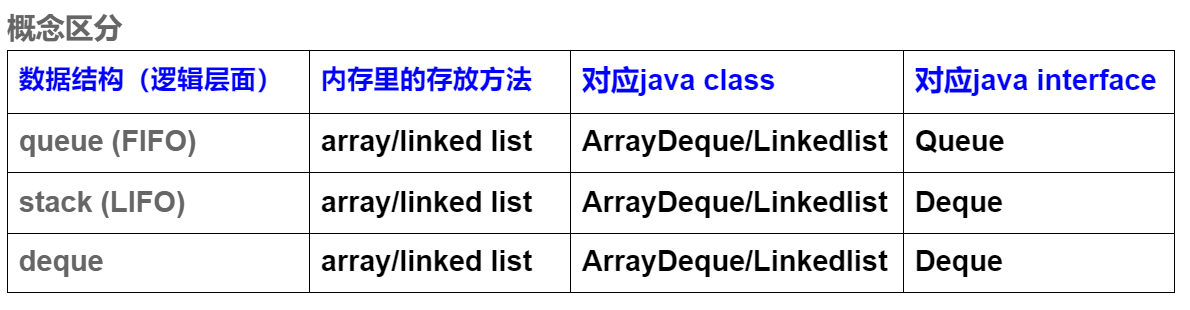 概念区分
数据结构（逻辑层面） 内存里的存放方法 对应java class 对应java interface
queue (FIFO) array/linked list ArrayDeque/Linkedlist Queue
stack (LIFO) array/linked list ArrayDeque/Linkedlist Deque
deque array/linked list ArrayDeque/Linkedlist Deque